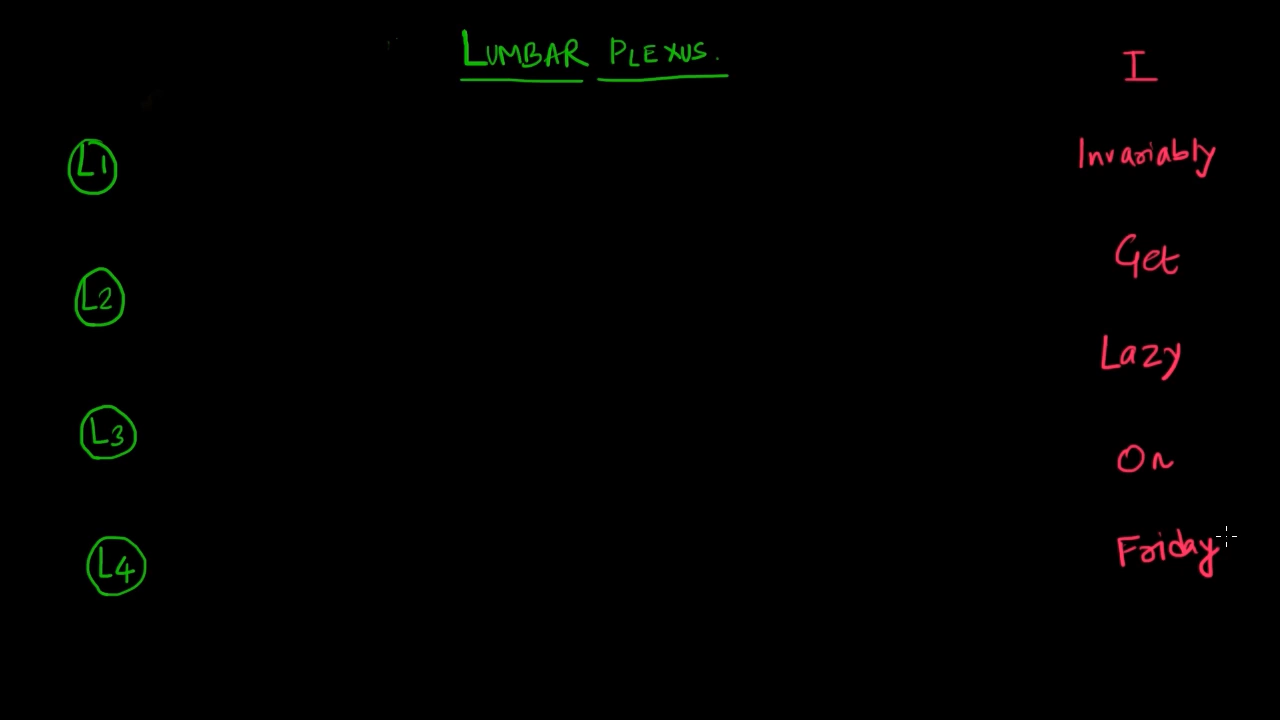 LUMBAR PLEXUS.
I
L1
Invariably
Get
L2
Lazy
L3
On
Friday
L4